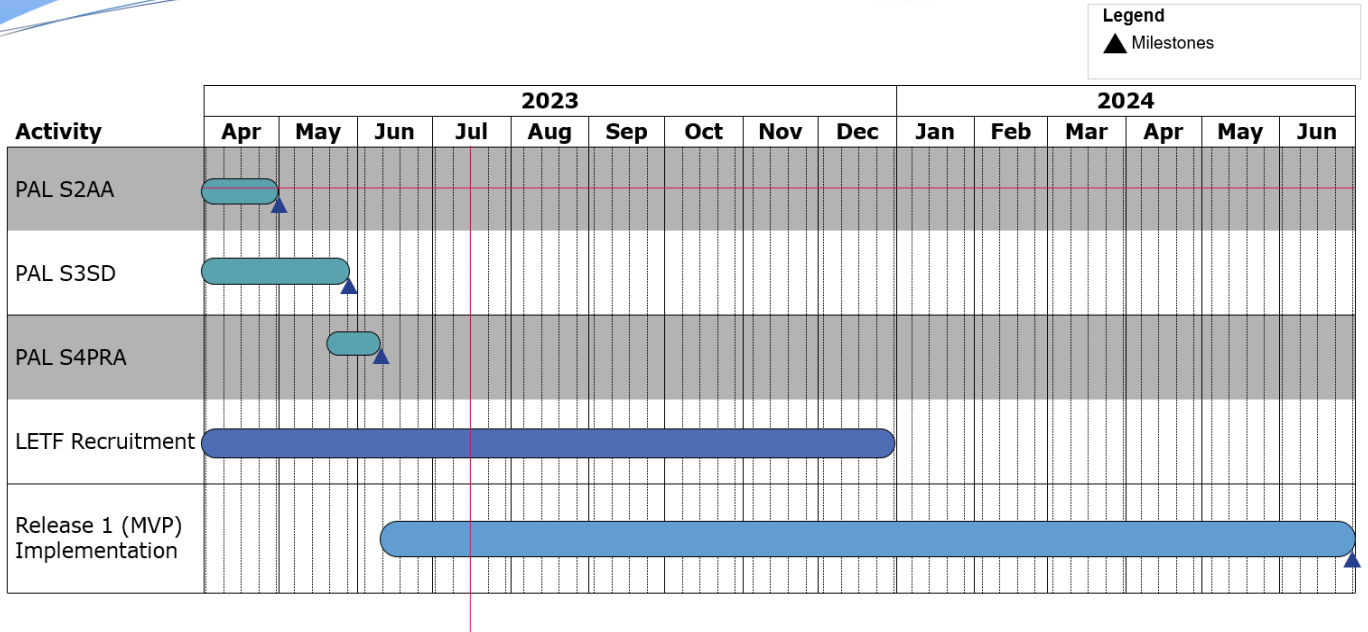 Legend
Milestones
2023 2024
Activity Apr May Jun Jul Aug Sep Oct Nov Dec Jan Feb Mar Apr May Jun
PAL S2AA
PAL S3SD
PAL S4PRA
LETF Recruitment
Release 1 (MVP)
Implementation